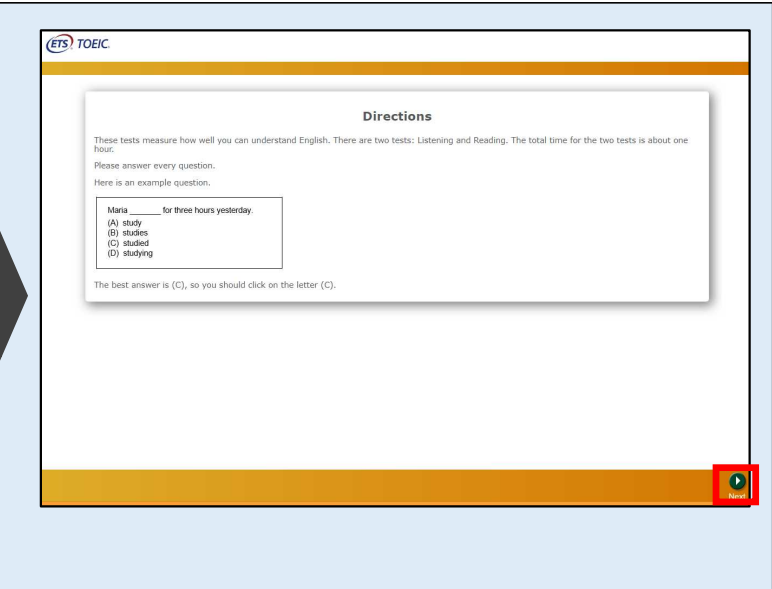 ETS TOEIC.
Directions
These tests measure how well you can understand English. There are two tests: Listening and Reading. The total time for the two tests is about one
hour.
Please answer every question.
Here is an example question.
Maria _______ for three hours yesterday.
(A) study
(B) studies
(C) studied
(D) studying
The best answer is (C), so you should click on the letter (C).
Next